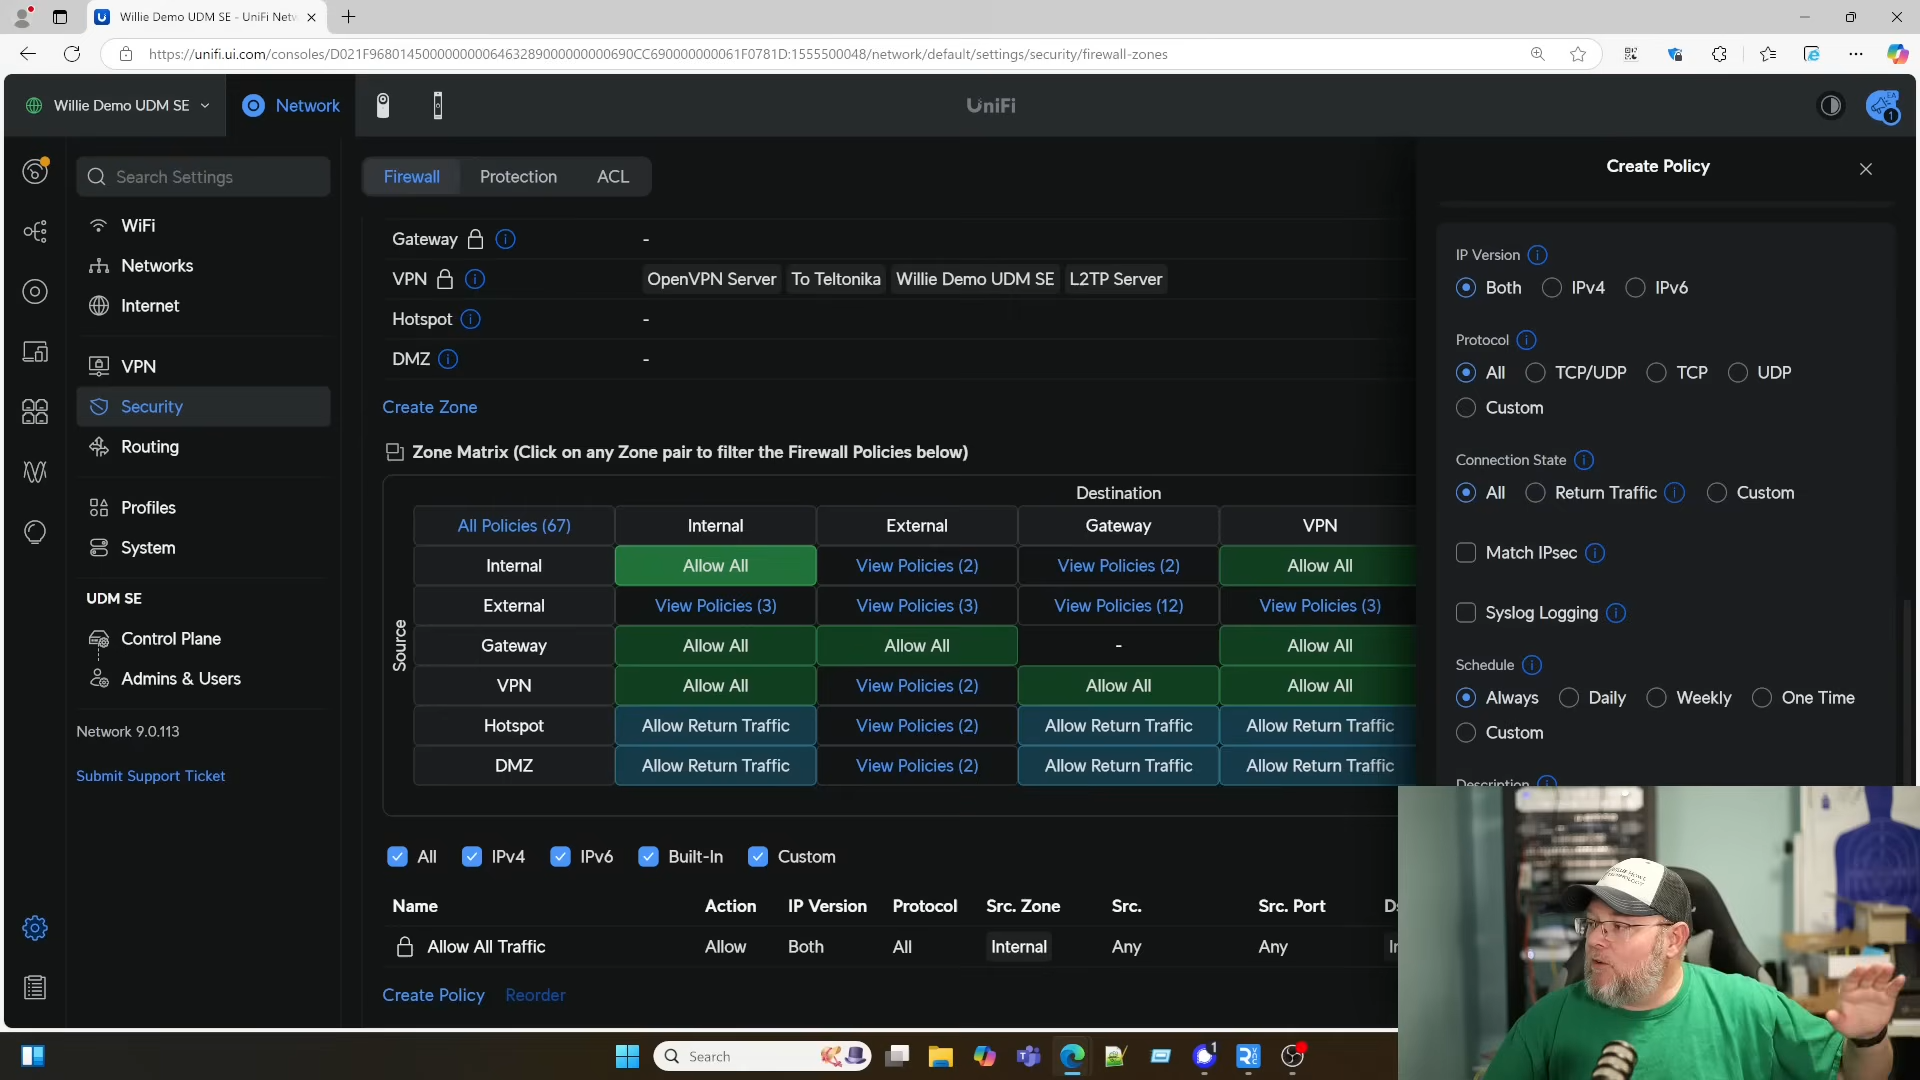 Willie Demo UDM SE - UniFi Netw
https://unifi.ui.com/consoles/D021F96801450000000006463289000000000690CC690000000061F0781D:1555500048/network/default/settings/security/firewall-zones
Willie Demo UDM SE
Network
UniFi
EA
1
Search Settings
WiFi
Networks
Internet
VPN
Security
Routing
Profiles
System
UDM SE
Control Plane
Admins & Users
Network 9.0.113
Submit Support Ticket
Firewall Protection ACL
Gateway -
VPN OpenVPN Server To Teltonika Willie Demo UDM SE L2TP Server
Hotspot -
DMZ -
Create Zone
Zone Matrix (Click on any Zone pair to filter the Firewall Policies below)
Destination
Source
All Policies (67) Internal External Gateway VPN
Internal Allow All View Policies (2) View Policies (2) Allow All
External View Policies (3) View Policies (3) View Policies (12) View Policies (3)
Gateway Allow All Allow All - Allow All
VPN Allow All View Policies (2) Allow All Allow All
Hotspot Allow Return Traffic View Policies (2) Allow Return Traffic Allow Return Traffic
DMZ Allow Return Traffic View Policies (2) Allow Return Traffic Allow Return Traffic
All IPv4 IPv6 Built-In Custom
Name Action IP Version Protocol Src. Zone Src. Src. Port
Allow All Traffic Allow Both All Internal Any Any
Create Policy Reorder
Create Policy
IP Version
Both IPv4 IPv6
Protocol
All TCP/UDP TCP UDP
Custom
Connection State
All Return Traffic Custom
Match IPsec
Syslog Logging
Schedule
Always Daily Weekly One Time
Custom
Description
Search
1